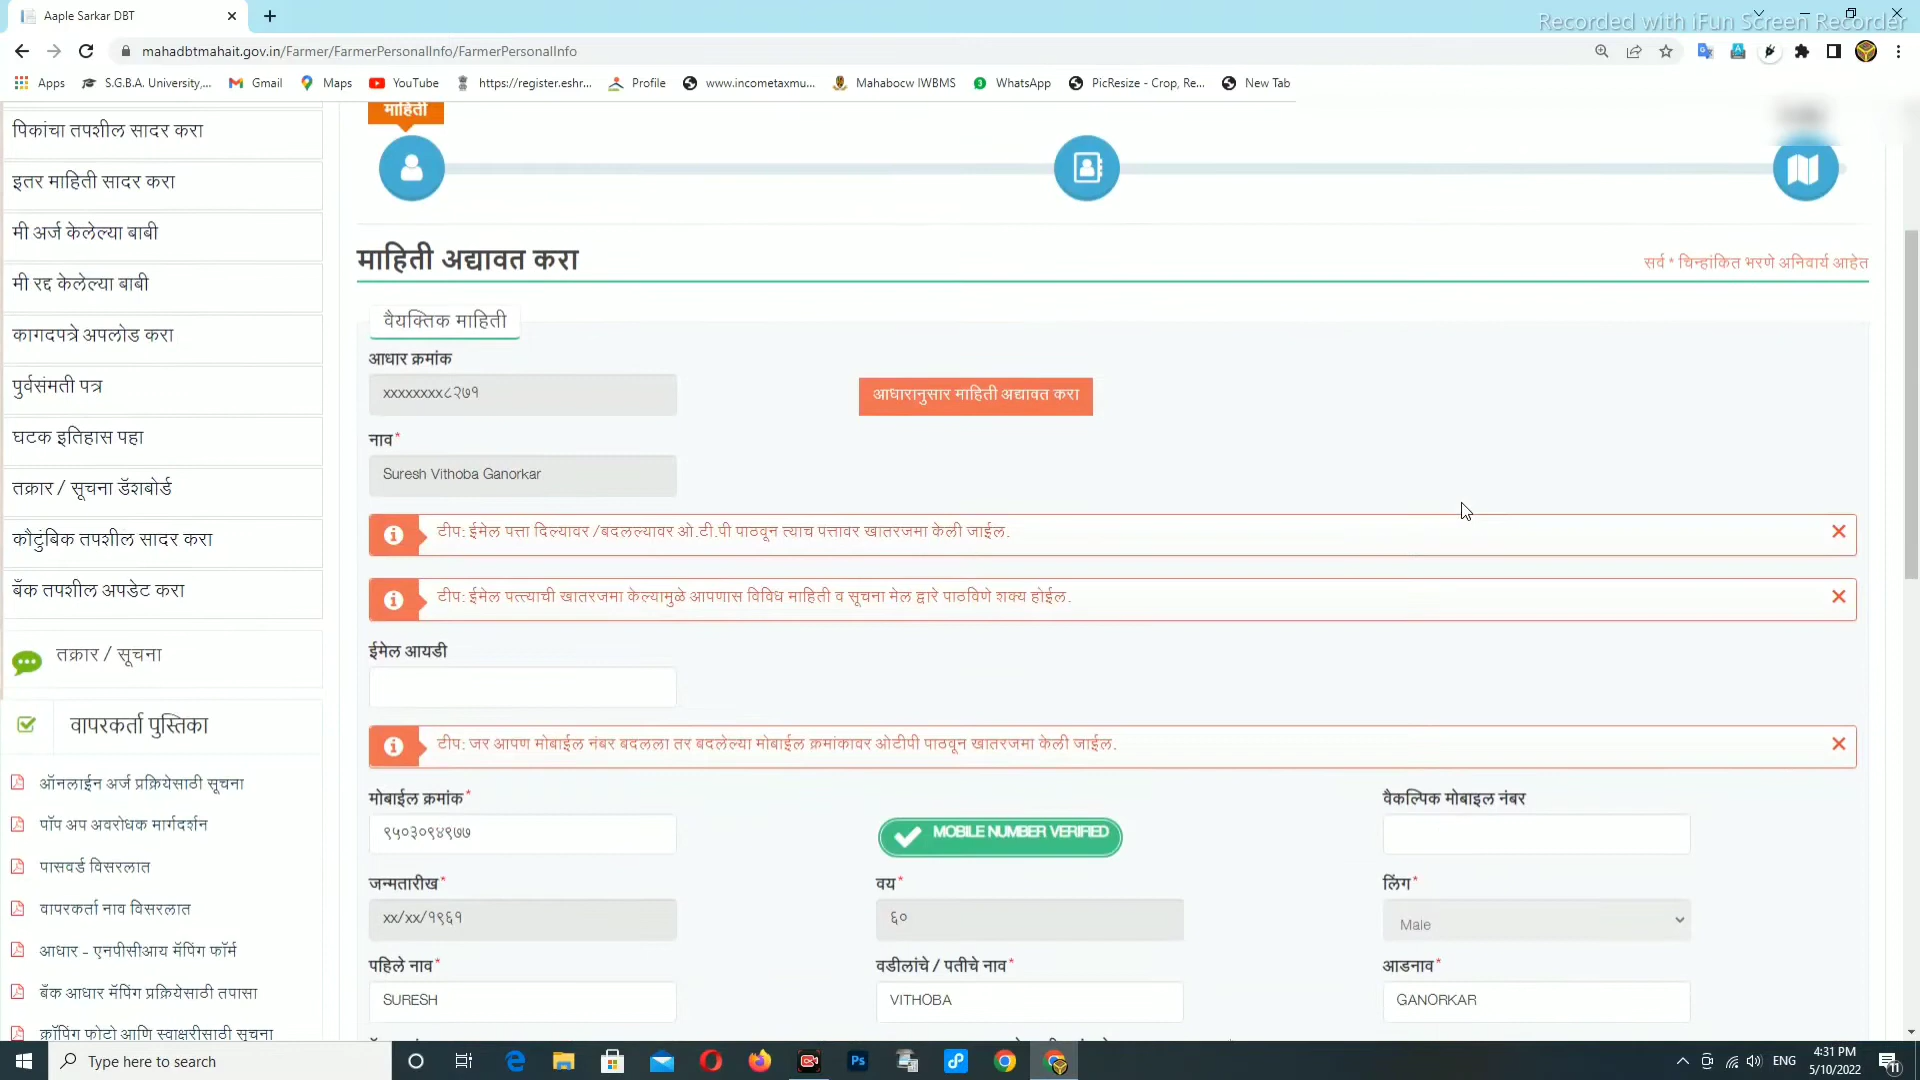 Aaple Sarkar DBT
Recorded with iFun Screen Recorder
mahadbtmahait.gov.in/Farmer/FarmerPersonalInfo/FarmerPersonalInfo
Apps
S.G.B.A. University,...
Gmail
Maps
YouTube
https://register.eshr...
Profile
www.incometaxmu...
Mahabocw IWBMS
WhatsApp
PicResize - Crop, Re...
New Tab
पिकांचा तपशील सादर करा
इतर माहिती सादर करा
मी अर्ज केलेल्या बाबी
मी रद्द केलेल्या बाबी
कागदपत्रे अपलोड करा
पुर्वसंमती पत्र
घटक इतिहास पहा
तक्रार / सूचना डॅशबोर्ड
कौटुंबिक तपशील सादर करा
बँक तपशील अपडेट करा
तक्रार / सूचना
वापरकर्ता पुस्तिका
ऑनलाईन अर्ज प्रक्रियेसाठी सूचना
पॉप अप अवरोधक मार्गदर्शन
पासवर्ड विसरलात
वापरकर्ता नाव विसरलात
आधार - एनपीसीआय मॅपिंग फॉर्म
बँक आधार मॅपिंग प्रक्रियेसाठी तपासा
क्रॉपिंग फोटो आणि स्वाक्षरीसाठी सूचना
माहिती
माहिती अद्यावत करा
सर्व * चिन्हांकित भरणे अनिवार्य आहेत
वैयक्तिक माहिती
आधार क्रमांक
xxxxxxxx८२७१
आधारानुसार माहिती अद्यावत करा
नाव*
Suresh Vithoba Ganorkar
टीप: ईमेल पत्ता दिल्यावर /बदलल्यावर ओ.टी.पी पाठवून त्याच पत्तावर खातरजमा केली जाईल.
टीप: ईमेल पत्त्याची खातरजमा केल्यामुळे आपणास विविध माहिती व सूचना मेल द्वारे पाठविणे शक्य होईल.
ईमेल आयडी
टीप: जर आपण मोबाईल नंबर बदलला तर बदलेल्या मोबाईल क्रमांकावर ओटीपी पाठवून खातरजमा केली जाईल.
मोबाईल क्रमांक*
वैकल्पिक मोबाइल नंबर
९५०३०९४९७७
MOBILE NUMBER VERIFIED
जन्मतारीख*
वय*
लिंग*
xx/xx/१९६१
६०
Male
पहिले नाव*
वडीलांचे / पतीचे नाव*
आडनाव*
SURESH
VITHOBA
GANORKAR
Type here to search
Ps
ENG
4:31 PM
5/10/2022
11